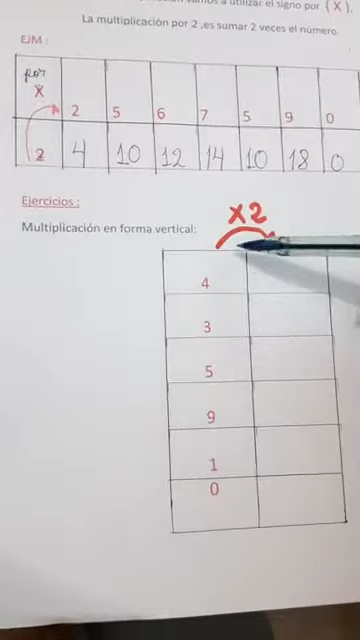 a utilizar el signo por ( X ).
La multiplicación por 2 ,es sumar 2 veces el número.
EJM :
por
X 2 5 6 7 5 9 0
2 4 10 12 14 10 18 0
Ejercicios :
X2
Multiplicación en forma vertical:
4
3
5
9
1
0